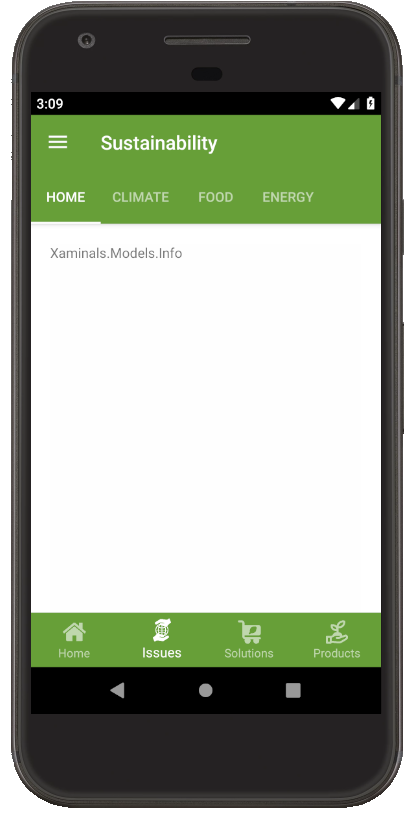 3:09
Sustainability
HOME CLIMATE FOOD ENERGY
Xaminals.Models.Info
Home Issues Solutions Products